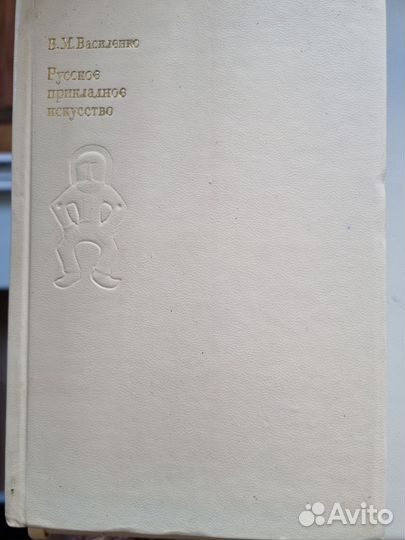 В.М.Василенко
Русское
прикладное
искусство
Avito